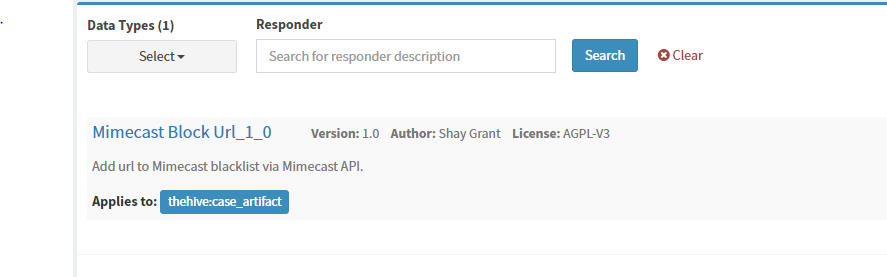 Data Types (1)
Responder
Select
Search for responder description
Search
Clear
Mimecast Block Url_1_0 Version: 1.0 Author: Shay Grant License: AGPL-V3
Add url to Mimecast blacklist via Mimecast API.
Applies to: thehive:case_artifact